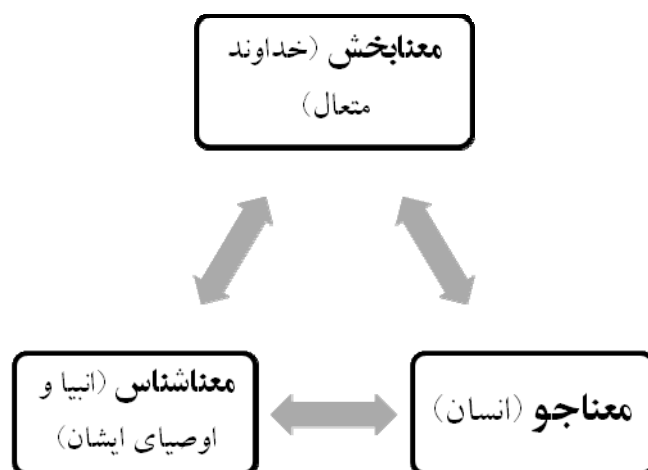 معنابخش (خداوند
متعال)
معناجو (انسان)
معناشناس (انبیا و
اوصیای ایشان)